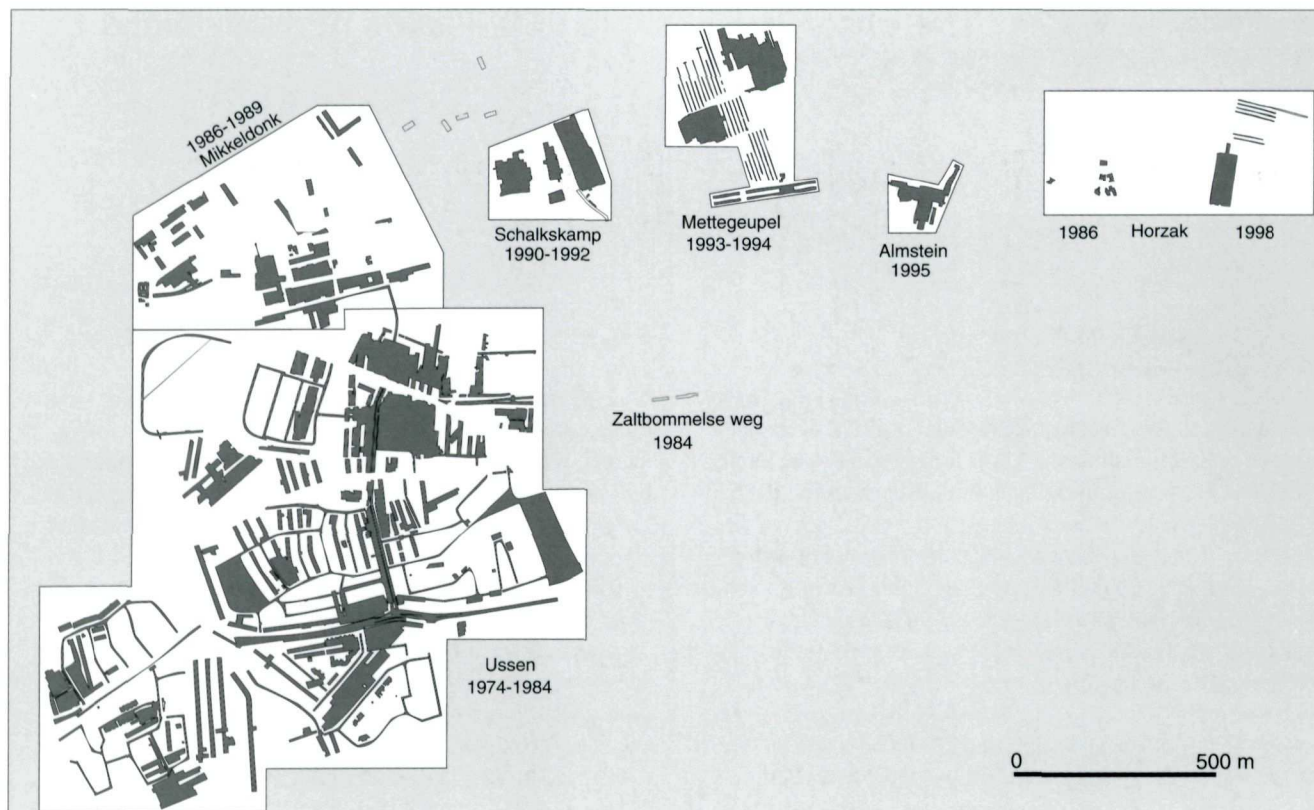 1986-1989
Mikkeldonk
Schalkskamp
1990-1992
Mettegeupel
1993-1994
Almstein
1995
1986 Horzak 1998
Zaltbommelse weg
1984
Ussen
1974-1984
0 500 m